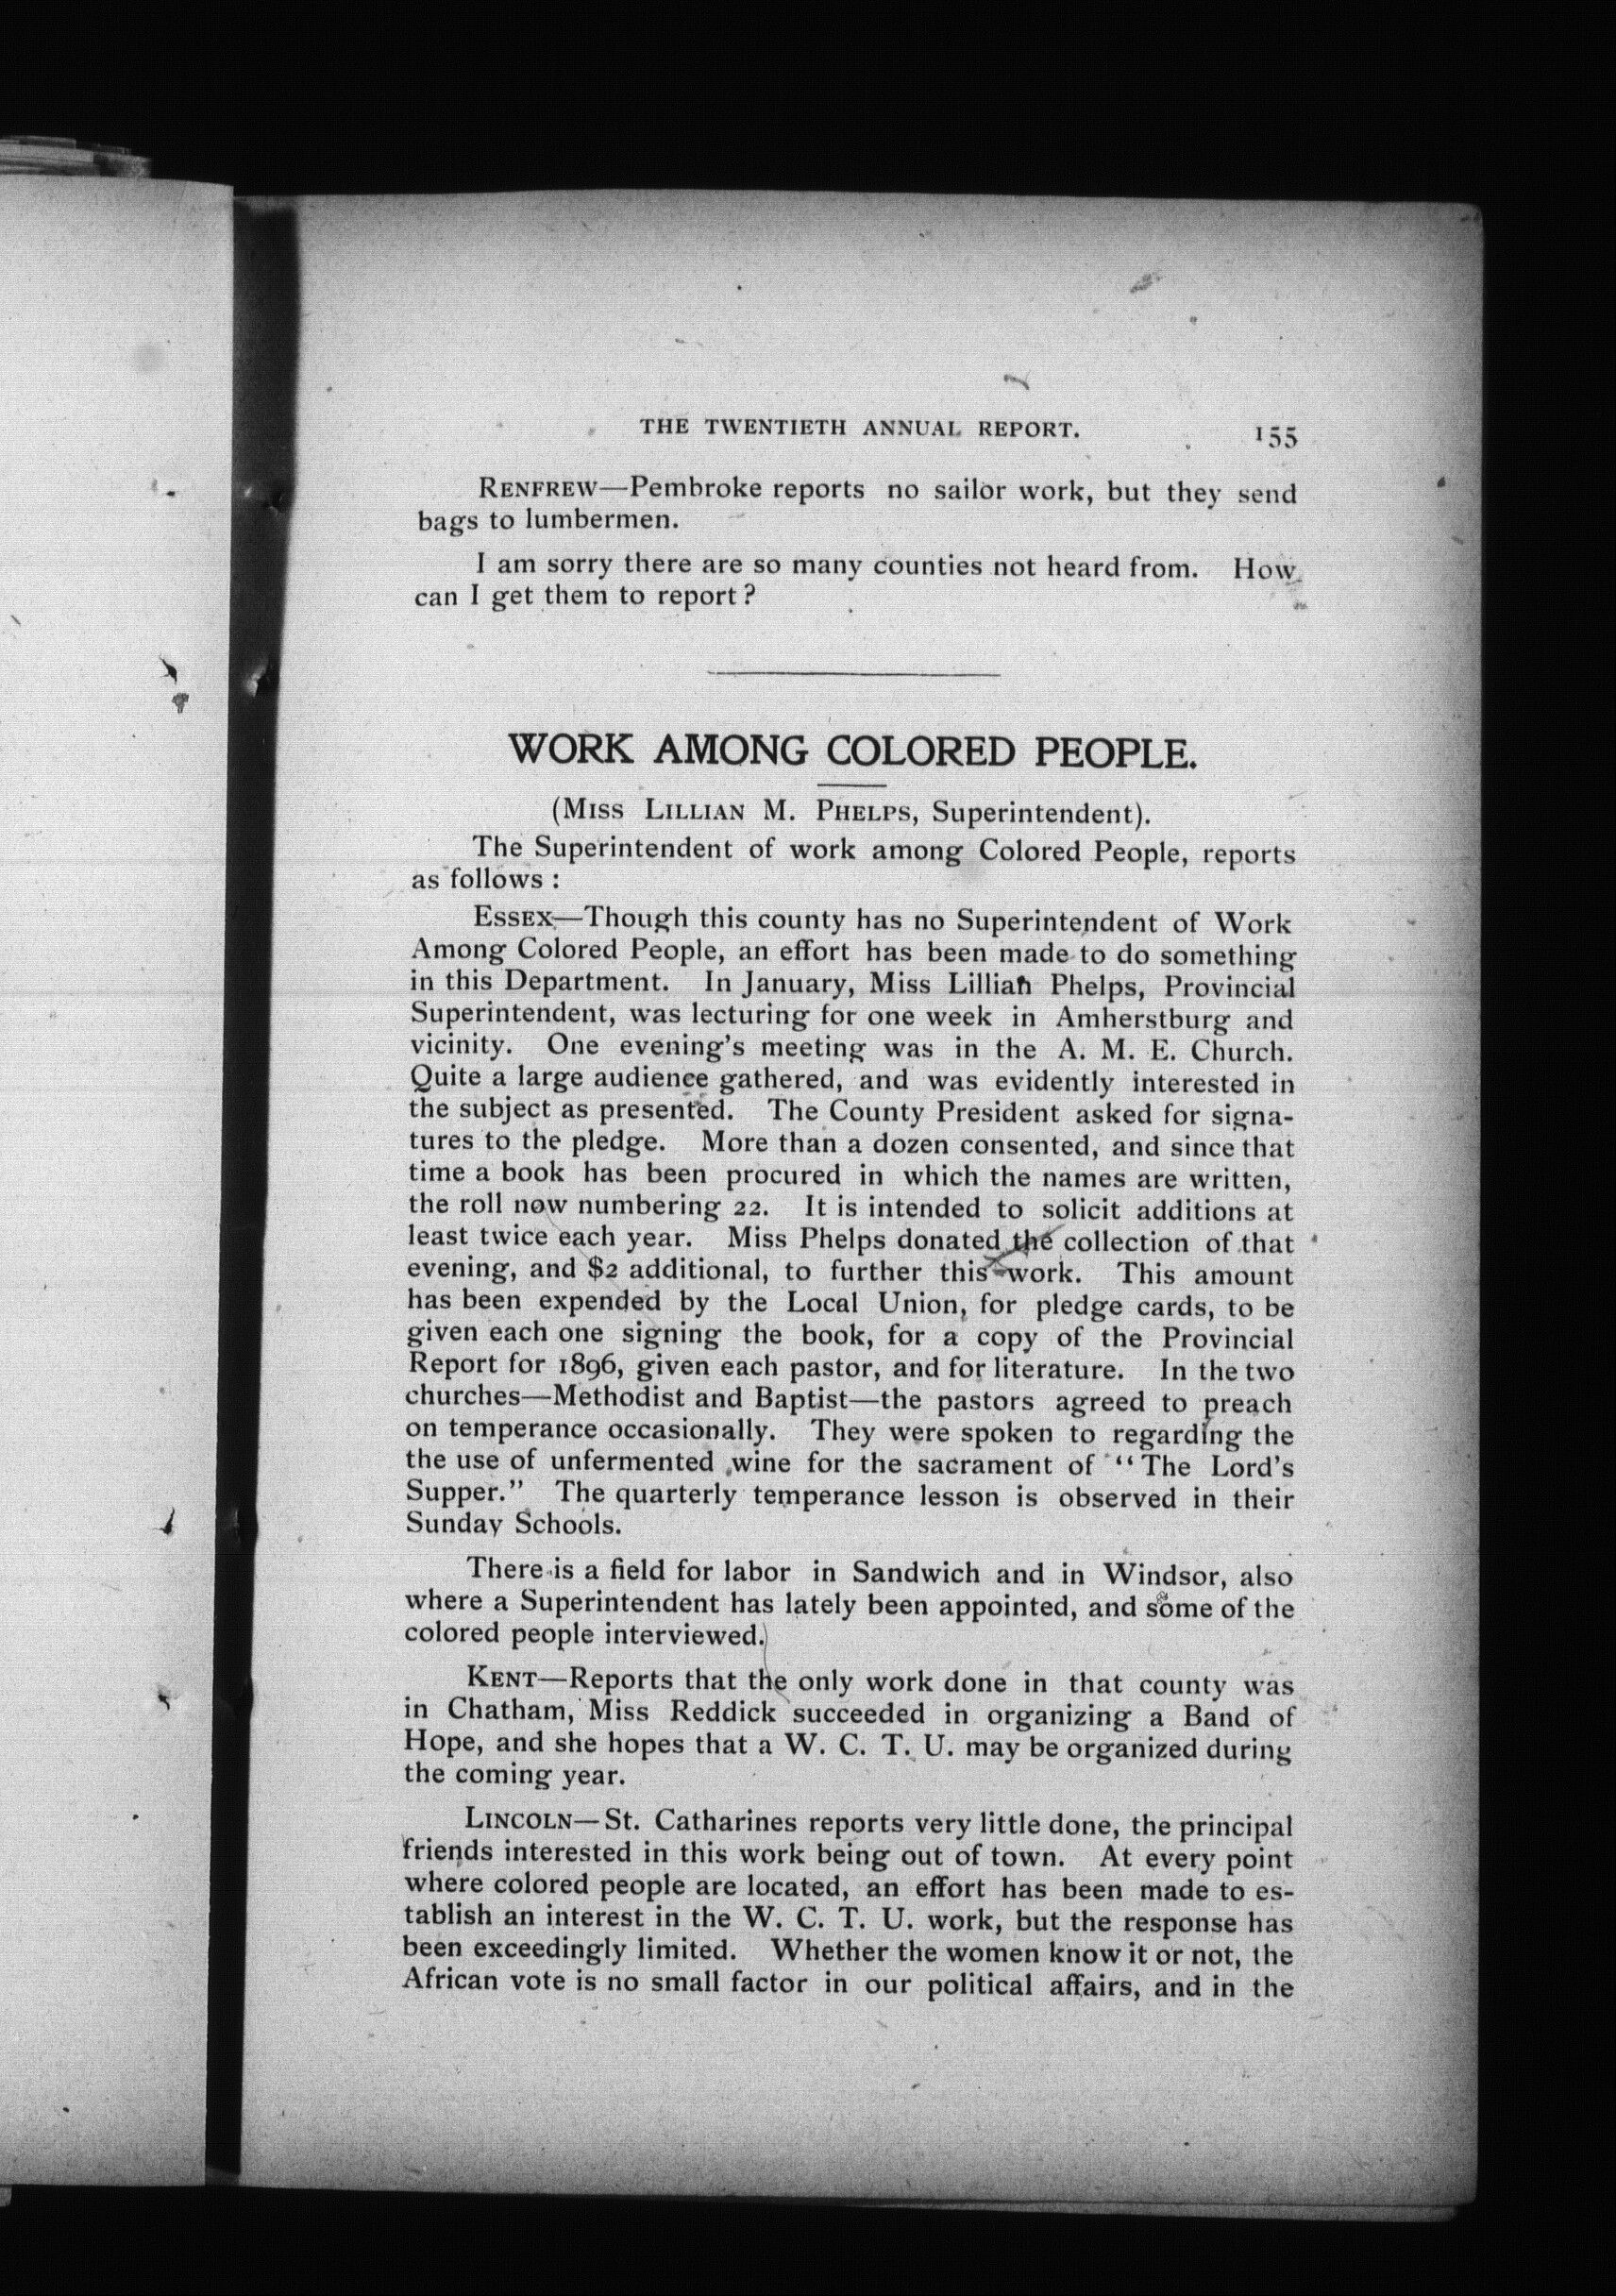 THE TWENTIETH ANNUAL REPORT. 155
RENFREW—Pembroke reports no sailor work, but they send
bags to lumbermen.
I am sorry there are so many counties not heard from. How
can I get them to report?
WORK AMONG COLORED PEOPLE.
(MISS LILLIAN M. PHELPS, Superintendent).
The Superintendent of work among Colored People, reports
as follows :
ESSEX—Though this county has no Superintendent of Work
Among Colored People, an effort has been made to do something
in this Department. In January, Miss Lillian Phelps, Provincial
Superintendent, was lecturing for one week in Amherstburg and
vicinity. One evening's meeting was in the A. M. E. Church.
Quite a large audience gathered, and was evidently interested in
the subject as presented. The County President asked for signa-
tures to the pledge. More than a dozen consented, and since that
time a book has been procured in which the names are written,
the roll now numbering 22. It is intended to solicit additions at
least twice each year. Miss Phelps donated the collection of that
evening, and $2 additional, to further this work. This amount
has been expended by the Local Union, for pledge cards, to be
given each one signing the book, for a copy of the Provincial
Report for 1896, given each pastor, and for literature. In the two
churches—Methodist and Baptist—the pastors agreed to preach
on temperance occasionally. They were spoken to regarding the
the use of unfermented wine for the sacrament of "The Lord's
Supper." The quarterly temperance lesson is observed in their
Sunday Schools.
There is a field for labor in Sandwich and in Windsor, also
where a Superintendent has lately been appointed, and some of the
colored people interviewed.
KENT—Reports that the only work done in that county was
in Chatham, Miss Reddick succeeded in organizing a Band of
Hope, and she hopes that a W. C. T. U. may be organized during
the coming year.
LINCOLN—St. Catharines reports very little done, the principal
friends interested in this work being out of town. At every point
where colored people are located, an effort has been made to es-
tablish an interest in the W. C. T. U. work, but the response has
been exceedingly limited. Whether the women know it or not, the
African vote is no small factor in our political affairs, and in the